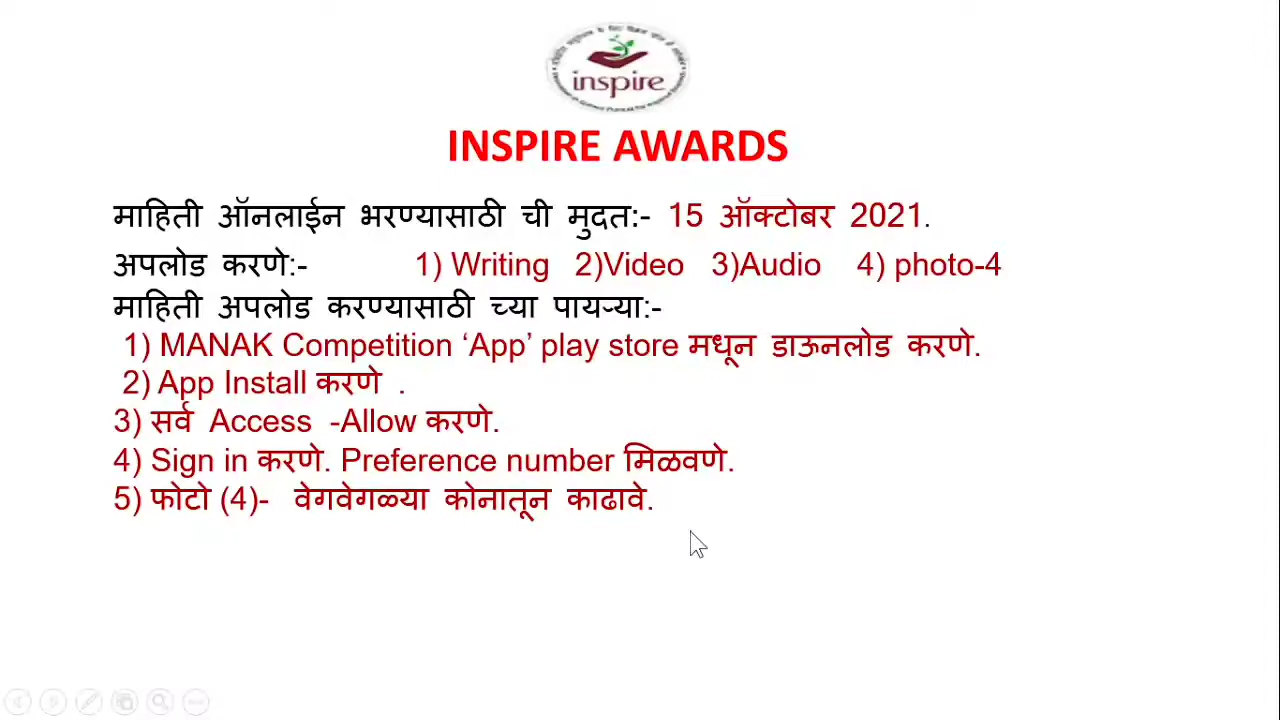 inspire
INSPIRE AWARDS
माहिती ऑनलाईन भरण्यासाठी ची मुदत:- 15 ऑक्टोबर 2021.
अपलोड करणे:- 1) Writing 2)Video 3)Audio 4) photo-4
माहिती अपलोड करण्यासाठी च्या पायऱ्या:-
1) MANAK Competition ‘App’ play store मधून डाऊनलोड करणे.
2) App Install करणे .
3) सर्व Access -Allow करणे.
4) Sign in करणे. Preference number मिळवणे.
5) फोटो (4)- वेगवेगळ्या कोनातून काढावे.